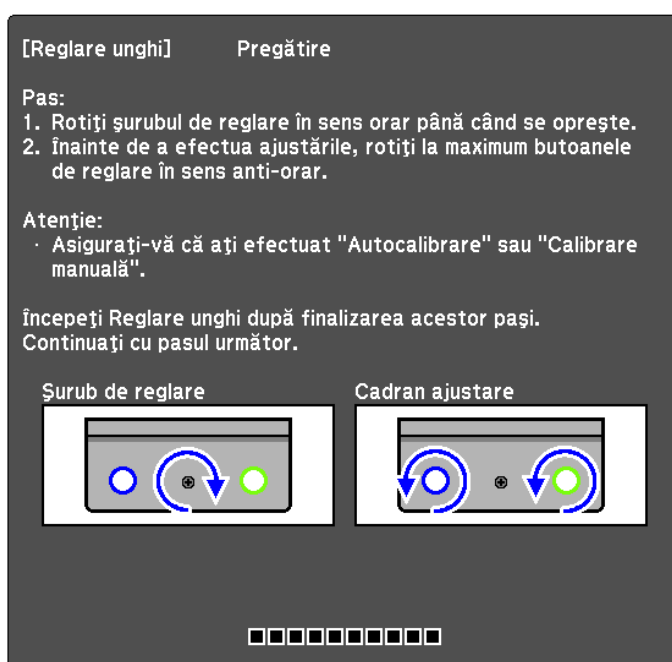 [Reglare unghi] Pregătire
Pas:
1. Rotiţi şurubul de reglare în sens orar până când se opreşte.
2. Înainte de a efectua ajustările, rotiţi la maximum butoanele
de reglare în sens anti-orar.
Atenţie:
· Asiguraţi-vă că aţi efectuat "Autocalibrare" sau "Calibrare
manuală".
Începeţi Reglare unghi după finalizarea acestor paşi.
Continuaţi cu pasul următor.
Şurub de reglare
Cadran ajustare